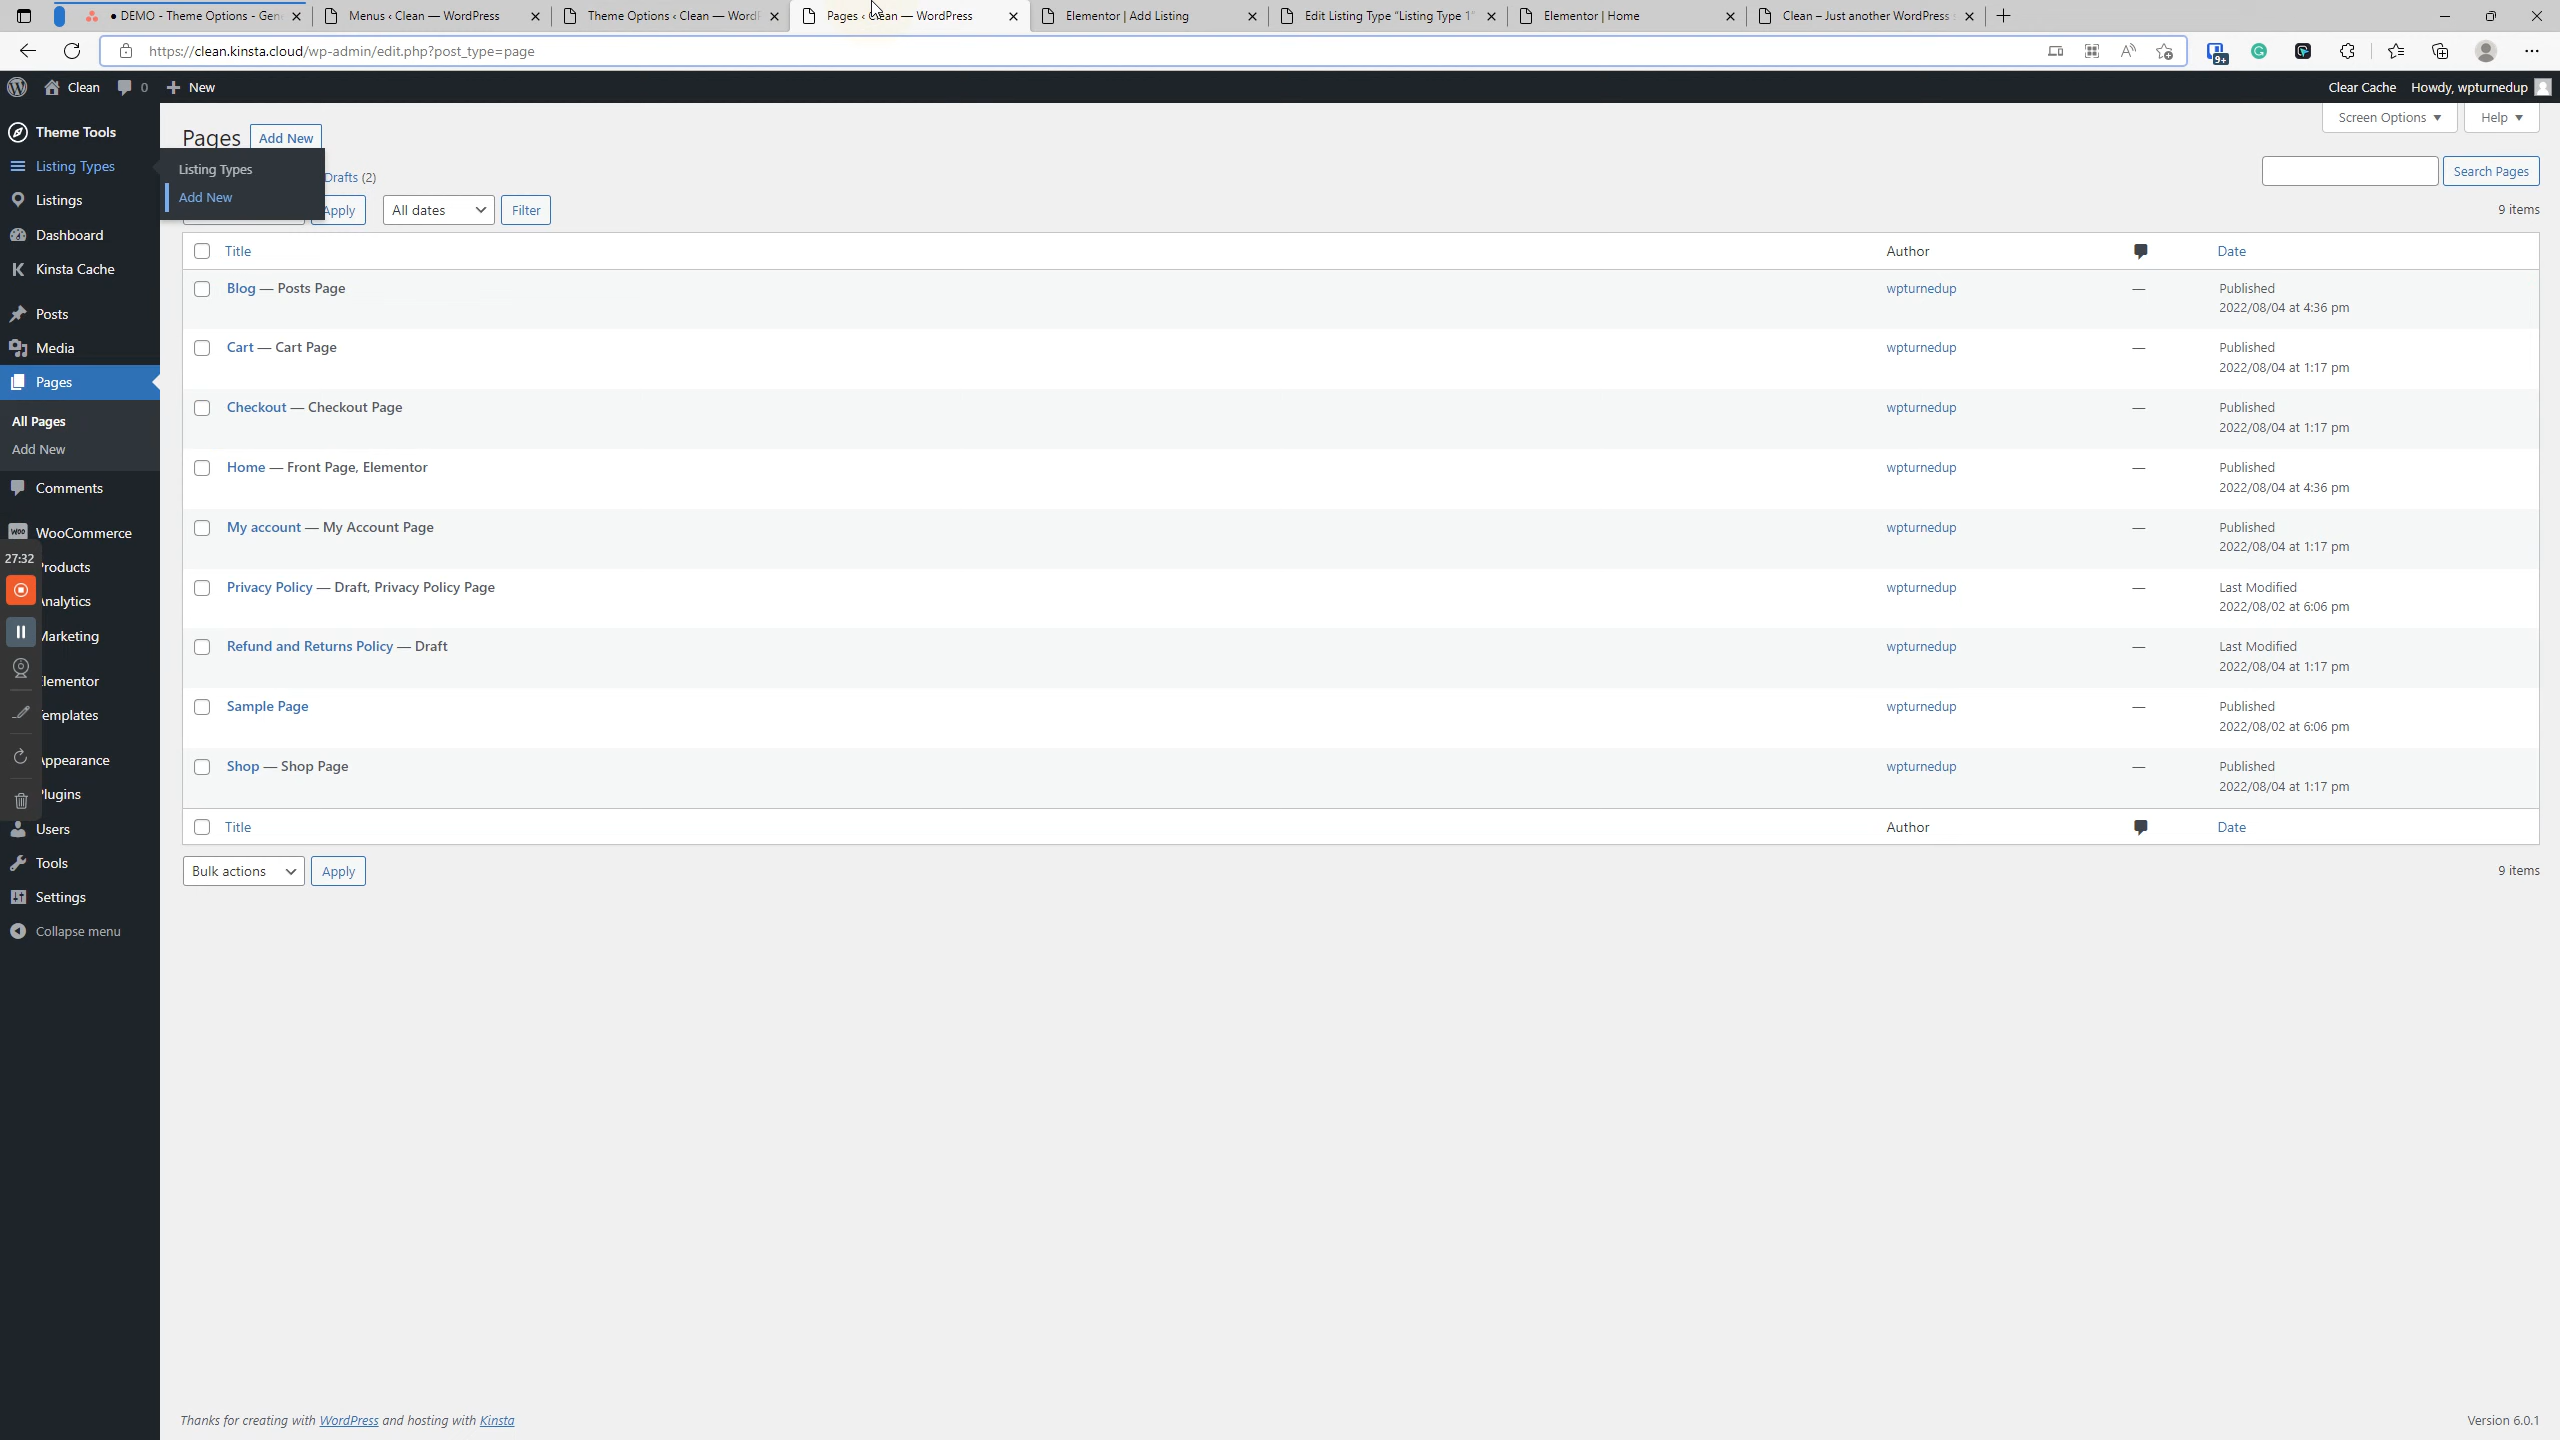 ● DEMO - Theme Options - Gen
Menus ‹ Clean — WordPress
Theme Options ‹ Clean — WordP
Pages ‹ Clean — WordPress
Elementor | Add Listing
Edit Listing Type “Listing Type 1”
Elementor | Home
Clean – Just another WordPress s
https://clean.kinsta.cloud/wp-admin/edit.php?post_type=page
9+
Clean
0
New
Clear Cache
Howdy, wpturnedup
Theme Tools
Listing Types
Listings
Dashboard
Kinsta Cache
Posts
Media
Pages
All Pages
Add New
Comments
WooCommerce
27:32
Products
Analytics
Marketing
Elementor
Templates
Appearance
Plugins
Users
Tools
Settings
Collapse menu
Listing Types
Add New
Pages
Add New
Screen Options
Help
Drafts (2)
Search Pages
Apply
All dates
Filter
9 items
Title Author Date
Blog — Posts Page wpturnedup — Published
2022/08/04 at 4:36 pm
Cart — Cart Page wpturnedup — Published
2022/08/04 at 1:17 pm
Checkout — Checkout Page wpturnedup — Published
2022/08/04 at 1:17 pm
Home — Front Page, Elementor wpturnedup — Published
2022/08/04 at 4:36 pm
My account — My Account Page wpturnedup — Published
2022/08/04 at 1:17 pm
Privacy Policy — Draft, Privacy Policy Page wpturnedup — Last Modified
2022/08/02 at 6:06 pm
Refund and Returns Policy — Draft wpturnedup — Last Modified
2022/08/04 at 1:17 pm
Sample Page wpturnedup — Published
2022/08/02 at 6:06 pm
Shop — Shop Page wpturnedup — Published
2022/08/04 at 1:17 pm
Title Author Date
Bulk actions
Apply
9 items
Thanks for creating with WordPress and hosting with Kinsta
Version 6.0.1